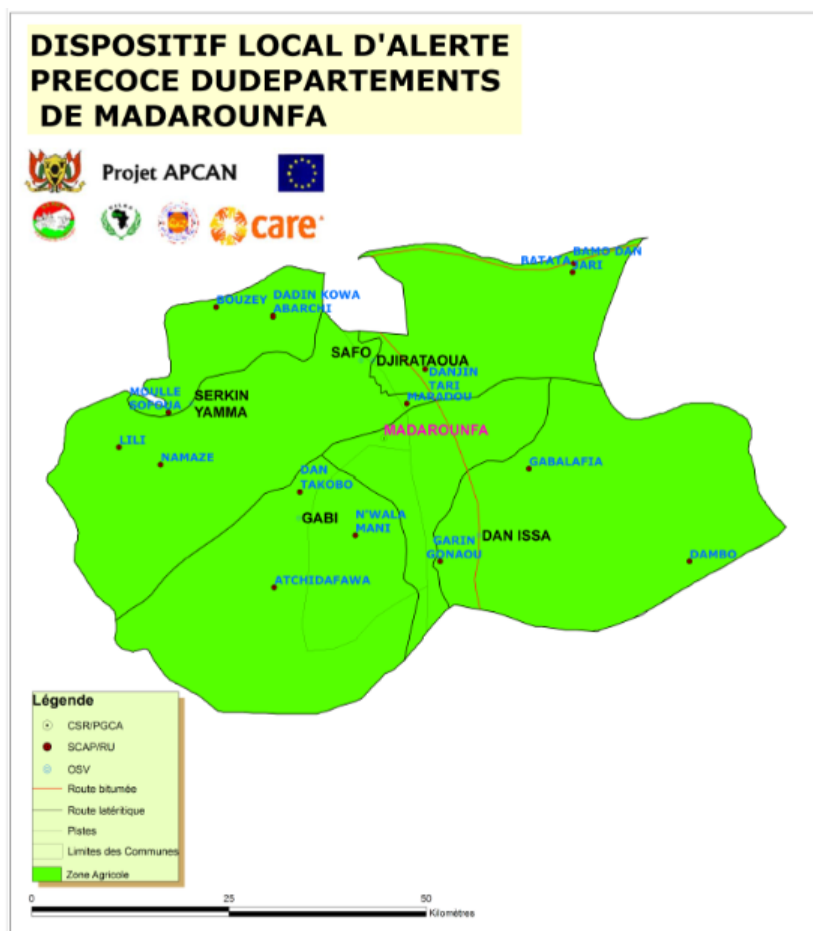 DISPOSITIF LOCAL D'ALERTE
PRECOCE DUDEPARTEMENTS
DE MADAROUNFA
Projet APCAN
care
BAMO DAN
RATATA
JARI
BOUZEY
DADIN KOWA
ABARCHI
SAFO
DJIRATAOUA
DANJIN
TARI
MOULLE
SOFOUA
SERKIN
YAMMA
MARADOU
MADAROUNFA
LILI
NAMAZE
GABALAFIA
DAN
TAKOBO
GABI
N'WALA
MANI
GARIN
GONAOU
DAN ISSA
DAMBO
ATCHIDAFAWA
Légende
CSR/PGCA
SCAP/RU
OSV
Route bitumée
Route latéritique
Pistes
Limites des Communes
Zone Agricole
0 25 50
Kilomètres